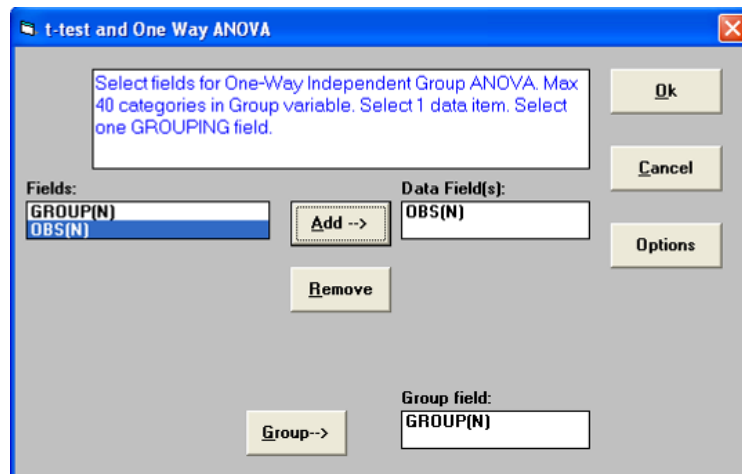 t-test and One Way ANOVA
Select fields for One-Way Independent Group ANOVA. Max
40 categories in Group variable. Select 1 data item. Select
one GROUPING field.
Ok
Cancel
Options
Fields:
GROUP(N)
OBS(N)
Add -->
Remove
Data Field(s):
OBS(N)
Group-->
Group field:
GROUP(N)